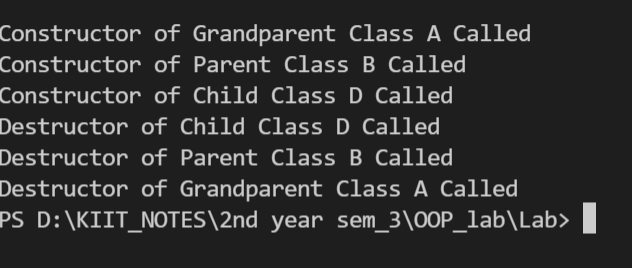 Constructor of Grandparent Class A Called
Constructor of Parent Class B Called
Constructor of Child Class D Called
Destructor of Child Class D Called
Destructor of Parent Class B Called
Destructor of Grandparent Class A Called
PS D:\KIIT_NOTES\2nd year sem_3\OOP_lab\Lab>